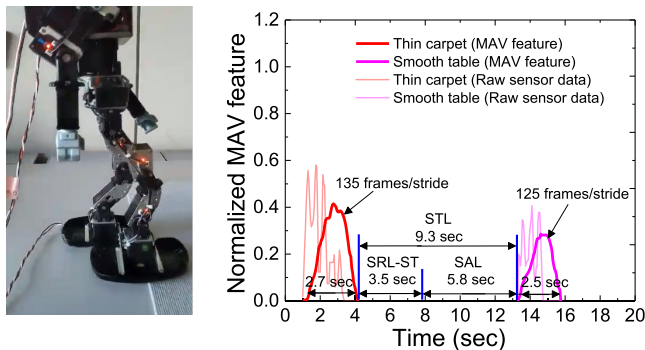 Normalized MAV feature
1.2
1.0
0.8
0.6
0.4
0.2
0.0
Thin carpet (MAV feature)
Smooth table (MAV feature)
Thin carpet (Raw sensor data)
Smooth table (Raw sensor data)
135 frames/stride
125 frames/stride
STL
9.3 sec
SRL-ST
3.5 sec
SAL
5.8 sec
2.7 sec
2.5 sec
0 2 4 6 8 10 12 14 16 18 20
Time (sec)